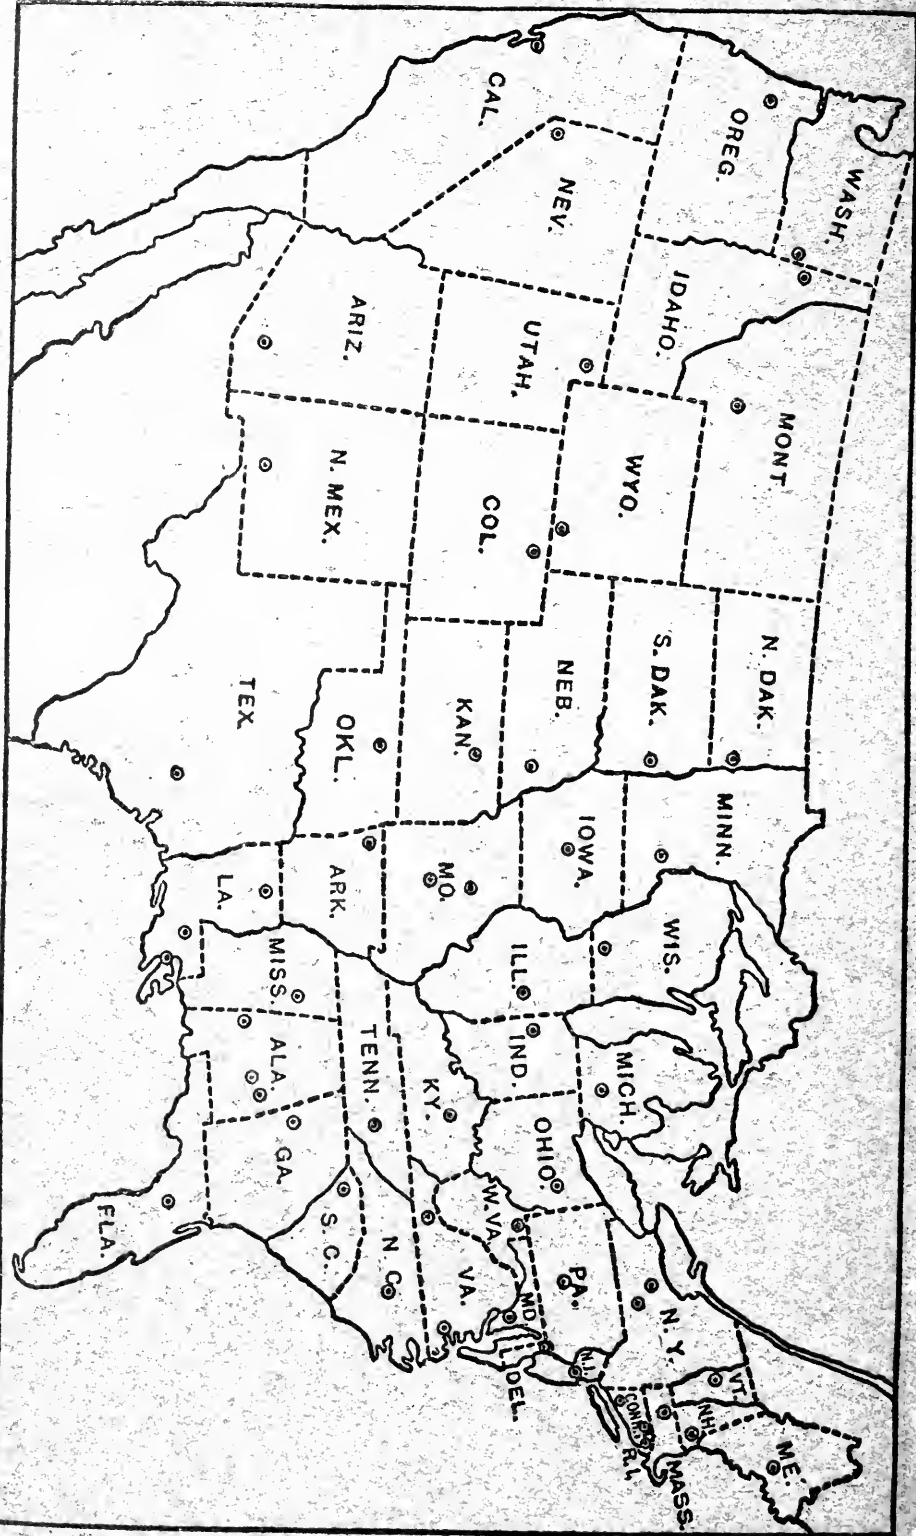 WASH.
OREG.
CAL.
NEV.
IDAHO.
MONT
WYO.
UTAH.
ARIZ.
COL.
N. MEX.
N. DAK.
S. DAK.
NEB.
KAN.
OKL.
TEX.
MINN.
IOWA.
MO.
ARK.
LA.
WIS.
ILL.
MICH.
IND.
OHIO.
KY.
TENN.
MISS.
ALA.
GA.
FLA.
S. C.
N C.
VA.
W. VA.
MD.
DEL.
PA.
N.J.
N. Y.
CONN.
R.I.
MASS.
VT.
N.H.
ME.